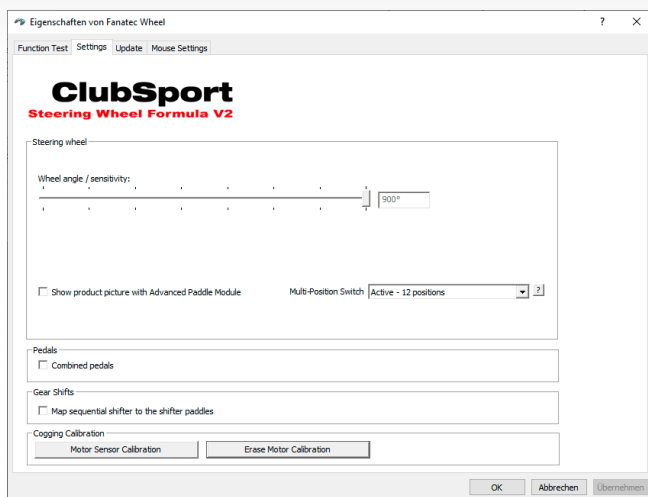 Eigenschaften von Fanatec Wheel
Function Test Settings Update Mouse Settings
ClubSport
Steering Wheel Formula V2
Steering wheel
Wheel angle / sensitivity:
900°
Show product picture with Advanced Paddle Module
Multi-Position Switch Active - 12 positions ?
Pedals
Combined pedals
Gear Shifts
Map sequential shifter to the shifter paddles
Cogging Calibration
Motor Sensor Calibration Erase Motor Calibration
OK Abbrechen Übernehmen